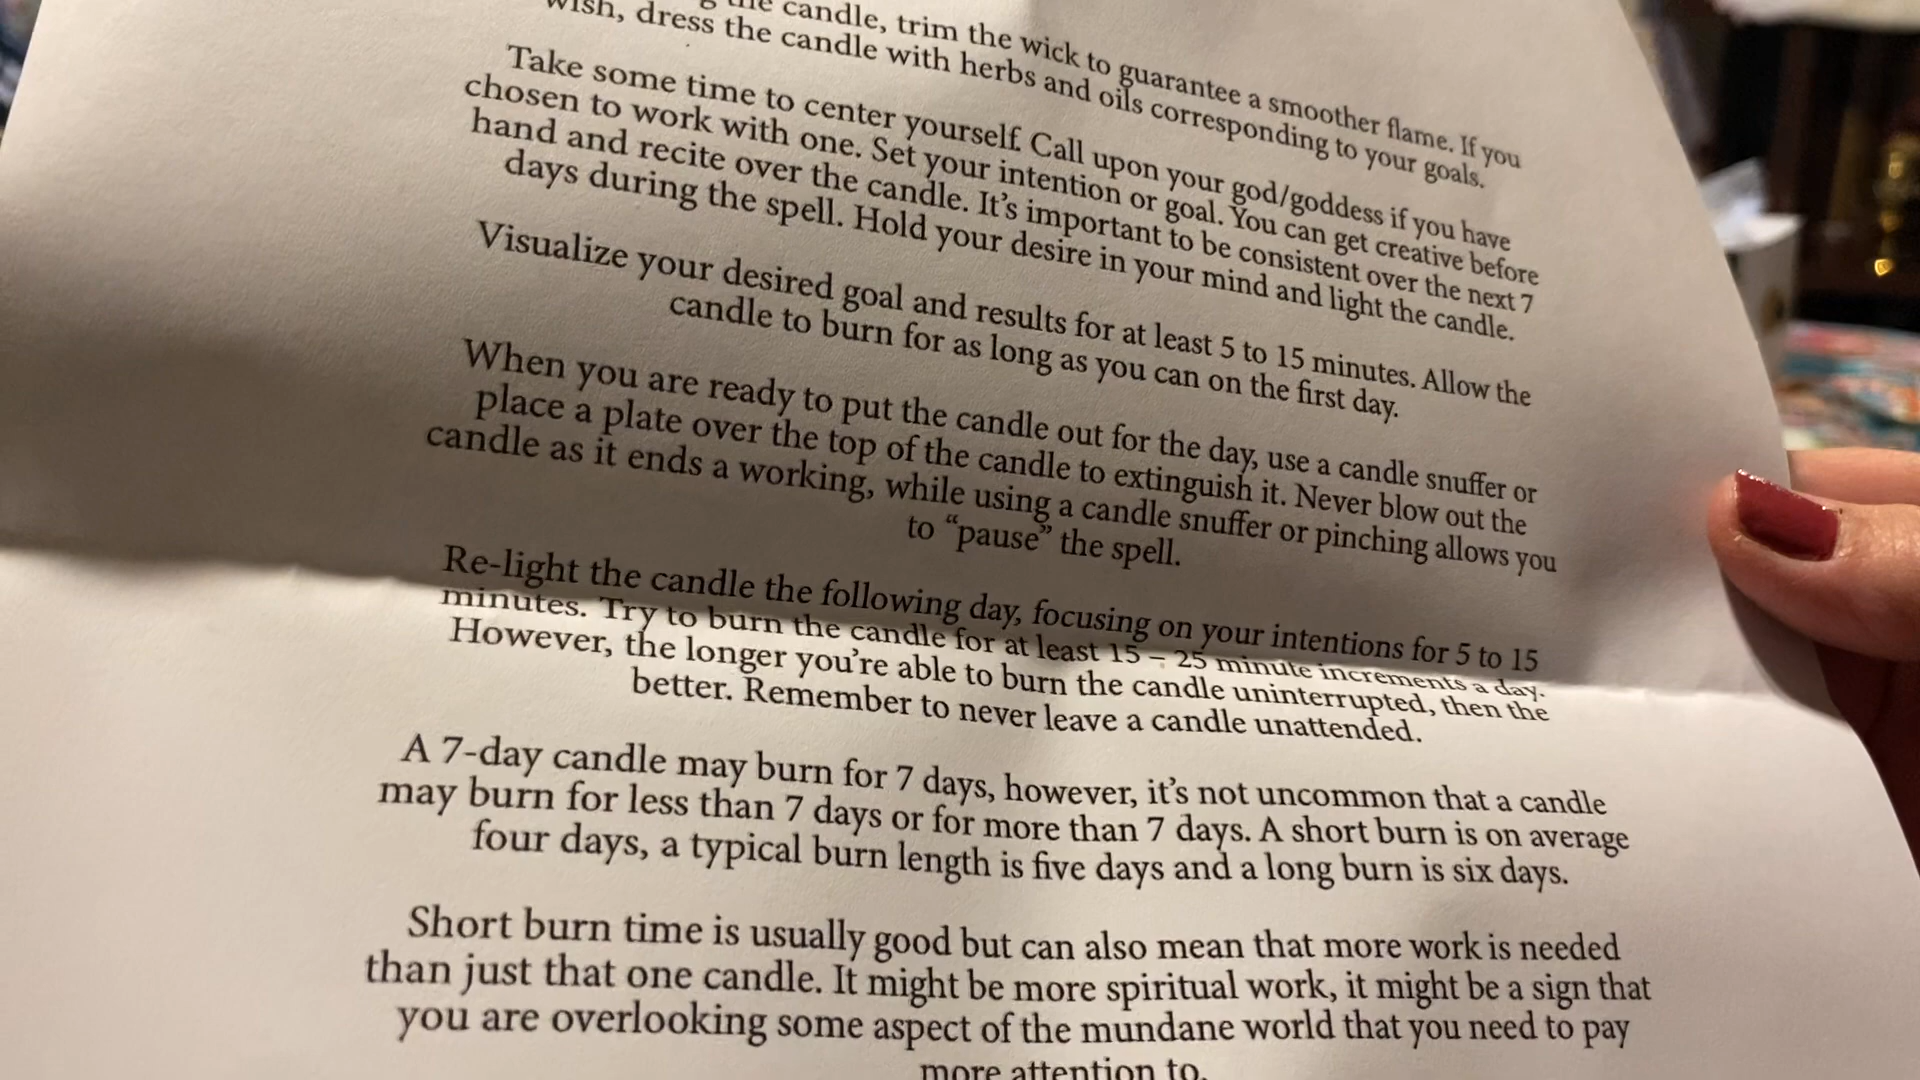 the candle, trim the wick to guarantee a smoother flame. If you
wish, dress the candle with herbs and oils corresponding to your goals.
Take some time to center yourself. Call upon your god/goddess if you have
chosen to work with one. Set your intention or goal. You can get creative before
hand and recite over the candle. It's important to be consistent over the next 7
days during the spell. Hold your desire in your mind and light the candle.
Visualize your desired goal and results for at least 5 to 15 minutes. Allow the
candle to burn for as long as you can on the first day.
When you are ready to put the candle out for the day, use a candle snuffer or
place a plate over the top of the candle to extinguish it. Never blow out the
candle as it ends a working, while using a candle snuffer or pinching allows you
to “pause” the spell.
Re-light the candle the following day, focusing on your intentions for 5 to 15
minutes. Try to burn the candle for at least 15 – 25 minute increments a day.
However, the longer you're able to burn the candle uninterrupted, then the
better. Remember to never leave a candle unattended.
A 7-day candle may burn for 7 days, however, it's not uncommon that a candle
may burn for less than 7 days or for more than 7 days. A short burn is on average
four days, a typical burn length is five days and a long burn is six days.
Short burn time is usually good but can also mean that more work is needed
than just that one candle. It might be more spiritual work, it might be a sign that
you are overlooking some aspect of the mundane world that you need to pay
more attention to.